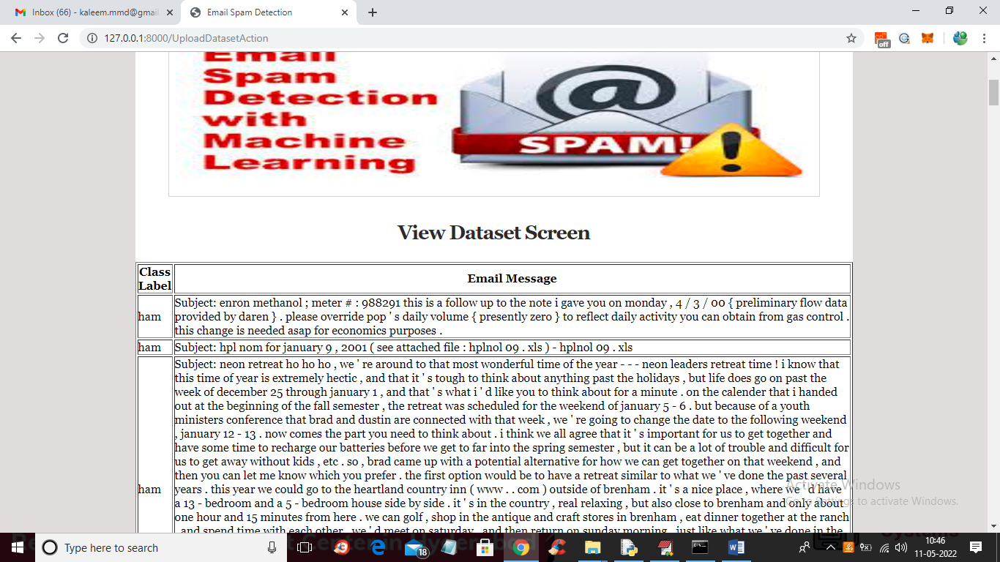 Inbox (66) - kaleem.mmd@gmail
Email Spam Detection
127.0.0.1:8000/UploadDatasetAction
off
Email
Spam
Detection
with
Machine
Learning
@
SPAM!
View Dataset Screen
Class
Label
Email Message
ham
Subject: enron methanol ; meter # : 988291 this is a follow up to the note i gave you on monday , 4 / 3 / 00 { preliminary flow data
provided by daren } . please override pop ' s daily volume { presently zero } to reflect daily activity you can obtain from gas control .
this change is needed asap for economics purposes .
ham
Subject: hpl nom for january 9 , 2001 ( see attached file : hplnol 09 . xls ) - hplnol 09 . xls
ham
Subject: neon retreat ho ho ho , we ' re around to that most wonderful time of the year - - - neon leaders retreat time ! i know that
this time of year is extremely hectic , and that it ' s tough to think about anything past the holidays , but life does go on past the
week of december 25 through january 1 , and that ' s what i ' d like you to think about for a minute . on the calender that i handed
out at the beginning of the fall semester , the retreat was scheduled for the weekend of january 5 - 6 . but because of a youth
ministers conference that brad and dustin are connected with that week , we ' re going to change the date to the following weekend
, january 12 - 13 . now comes the part you need to think about . i think we all agree that it ' s important for us to get together and
have some time to recharge our batteries before we get to far into the spring semester , but it can be a lot of trouble and difficult for
us to get away without kids , etc . so , brad came up with a potential alternative for how we can get together on that weekend , and
then you can let me know which you prefer . the first option would be to have a retreat similar to what we ' ve done the past several
years . this year we could go to the heartland country inn ( www . . com ) outside of brenham . it ' s a nice place , where we ' d have
a 13 - bedroom and a 5 - bedroom house side by side . it ' s in the country , real relaxing , but also close to brenham and only about
one hour and 15 minutes from here . we can golf , shop in the antique and craft stores in brenham , eat dinner together at the ranch
, and spend time with each other . we ' d meet on saturday , and then return on sunday morning , just like what we ' ve done in the
Activate Windows
Go to Settings to activate Windows.
Type here to search
18
10:46
11-05-2022